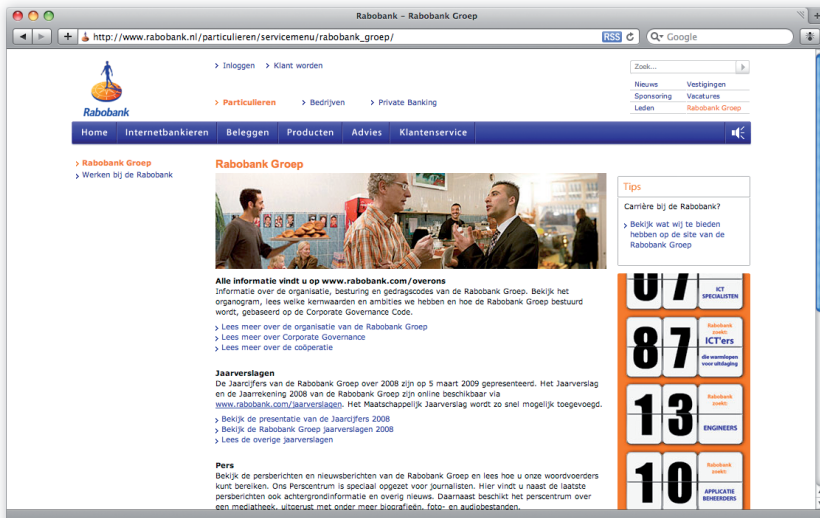 Rabobank – Rabobank Groep
http://www.rabobank.nl/particulieren/servicemenu/rabobank_groep/
RSS
Google
Rabobank
Inloggen
Klant worden
Particulieren
Bedrijven
Private Banking
Zoek...
Nieuws
Vestigingen
Sponsoring
Vacatures
Leden
Rabobank Groep
Home
Internetbankieren
Beleggen
Producten
Advies
Klantenservice
Rabobank Groep
Werken bij de Rabobank
Rabobank Groep
Alle informatie vindt u op www.rabobank.com/overons
Informatie over de organisatie, besturing en gedragscodes van de Rabobank Groep. Bekijk het
organogram, lees welke kernwaarden en ambities we hebben en hoe de Rabobank Groep bestuurd
wordt, gebaseerd op de Corporate Governance Code.
Lees meer over de organisatie van de Rabobank Groep
Lees meer over Corporate Governance
Lees meer over de coöperatie
Jaarverslagen
De Jaarcijfers van de Rabobank Groep over 2008 zijn op 5 maart 2009 gepresenteerd. Het Jaarverslag
en de Jaarrekening 2008 van de Rabobank Groep zijn online beschikbaar via
www.rabobank.com/jaarverslagen. Het Maatschappelijk Jaarverslag wordt zo snel mogelijk toegevoegd.
Bekijk de presentatie van de Jaarcijfers 2008
Bekijk de Rabobank Groep jaarverslagen 2008
Lees de overige jaarverslagen
Pers
Bekijk de persberichten en nieuwsberichten van de Rabobank Groep en lees hoe u onze woordvoerders
kunt bereiken. Ons Perscentrum is speciaal opgezet voor journalisten. Hier vindt u naast de laatste
persberichten ook achtergrondinformatie en overig nieuws. Daarnaast beschikt het perscentrum over
een mediatheek, uitgerust met onder meer biografieën, foto- en audiobestanden.
Tips
Carrière bij de Rabobank?
Bekijk wat wij te bieden
hebben op de site van de
Rabobank Groep
07
ICT
SPECIALISTEN
87
Rabobank
zoekt:
ICT'ers
die warmlopen
voor uitdaging
13
Rabobank
zoekt:
ENGINEERS
10
Rabobank
zoekt:
APPLICATIE
BEHEERDERS